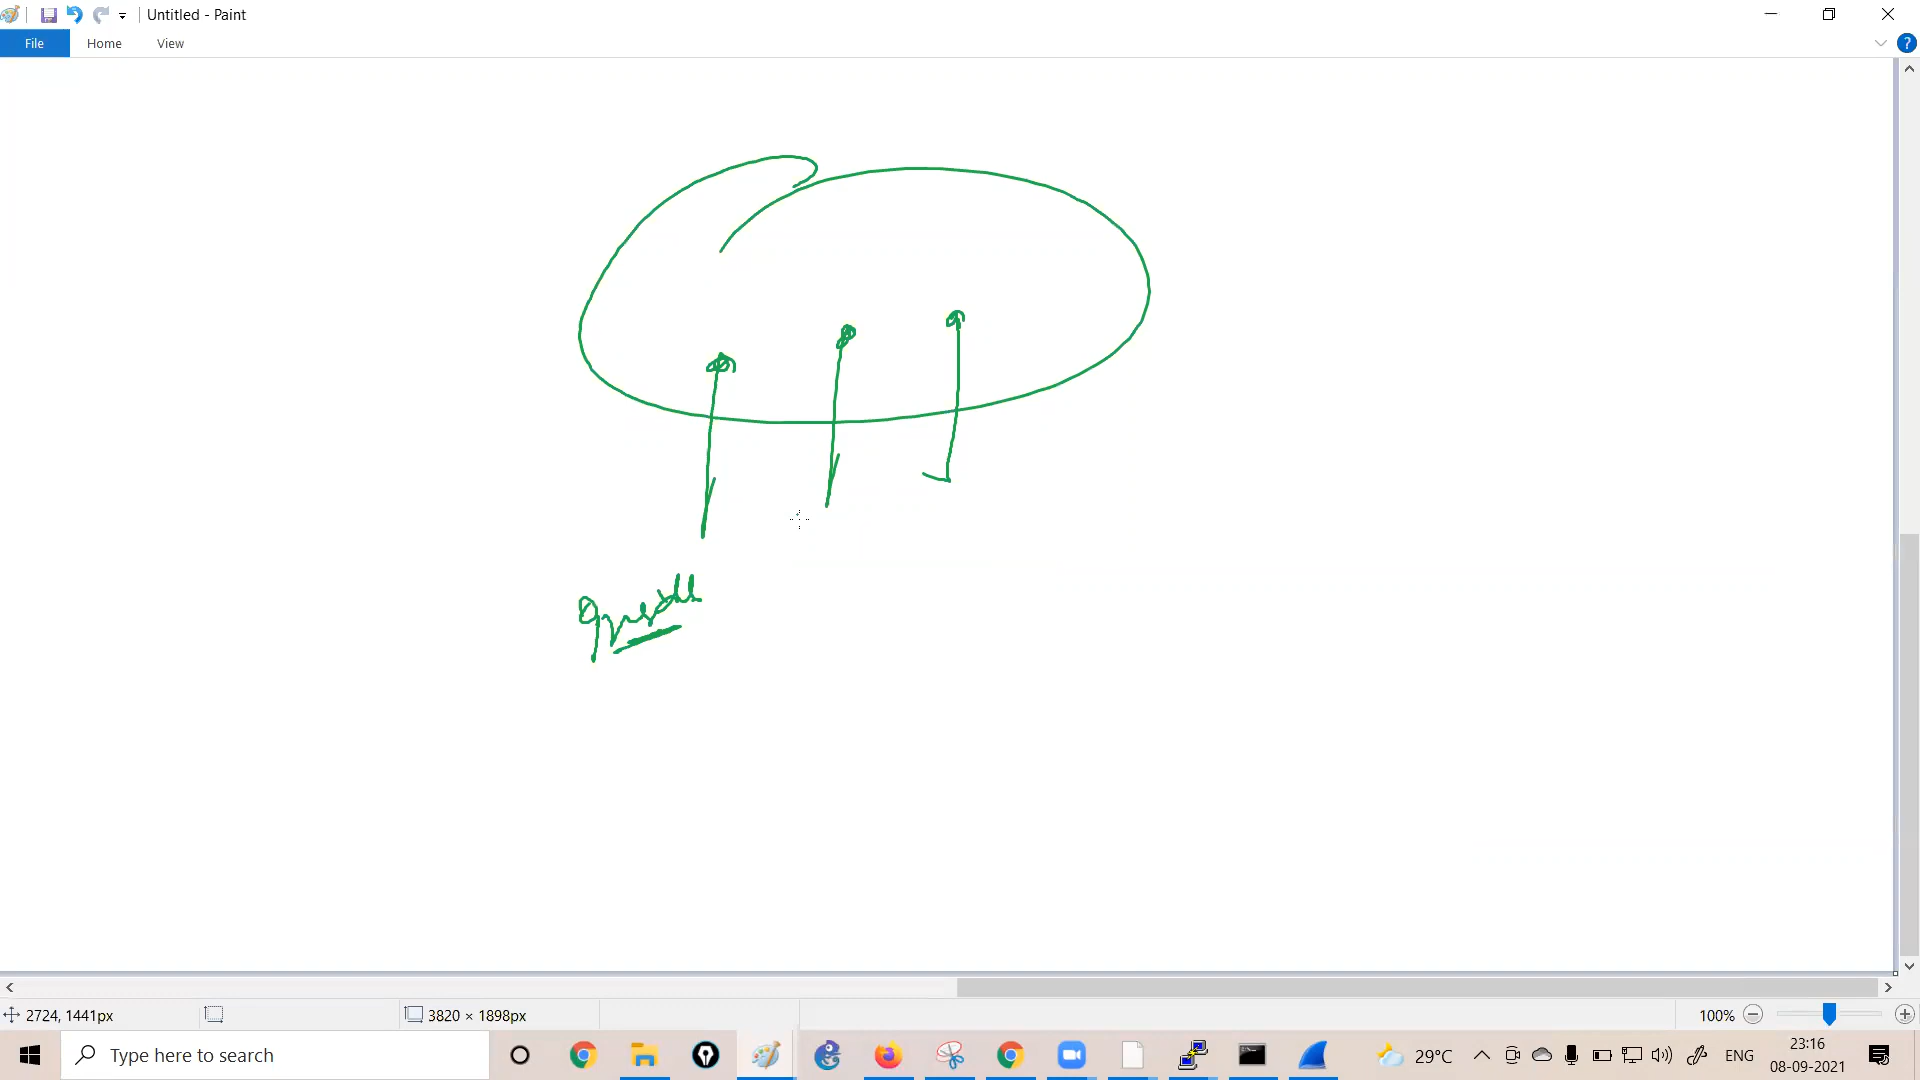 Untitled - Paint
File Home View
2724, 1441px
3820 × 1898px
100%
Type here to search
29°C
ENG
23:16
08-09-2021